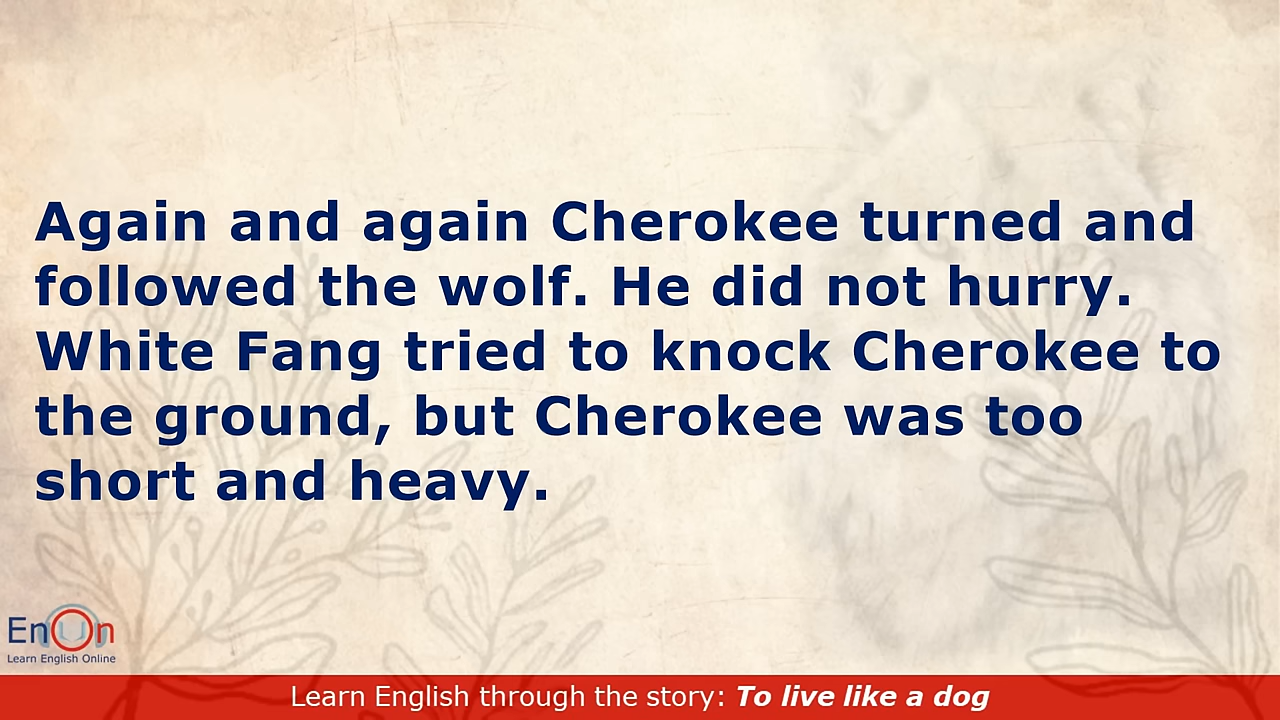 Again and again Cherokee turned and
followed the wolf. He did not hurry.
White Fang tried to knock Cherokee to
the ground, but Cherokee was too
short and heavy.
EnOn
Learn English Online
Learn English through the story: To live like a dog